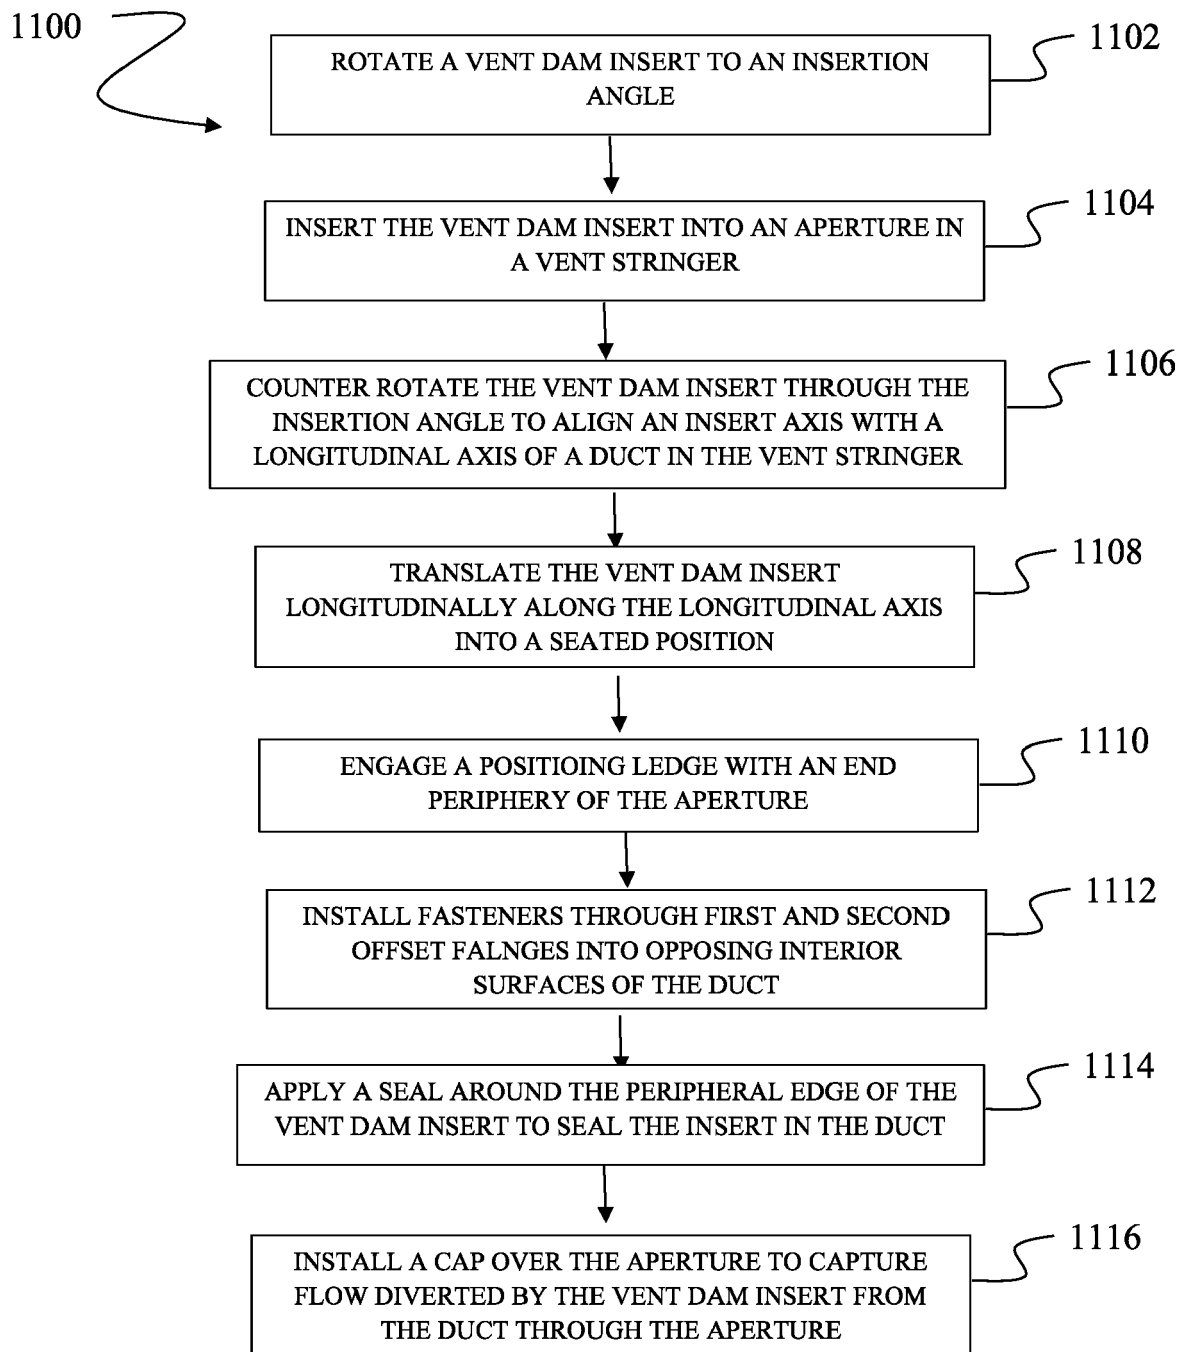 1100
1102
ROTATE A VENT DAM INSERT TO AN INSERTION
ANGLE
1104
INSERT THE VENT DAM INSERT INTO AN APERTURE IN
A VENT STRINGER
1106
COUNTER ROTATE THE VENT DAM INSERT THROUGH THE
INSERTION ANGLE TO ALIGN AN INSERT AXIS WITH A
LONGITUDINAL AXIS OF A DUCT IN THE VENT STRINGER
1108
TRANSLATE THE VENT DAM INSERT
LONGITUDINALLY ALONG THE LONGITUDINAL AXIS
INTO A SEATED POSITION
1110
ENGAGE A POSITIOING LEDGE WITH AN END
PERIPHERY OF THE APERTURE
1112
INSTALL FASTENERS THROUGH FIRST AND SECOND
OFFSET FALNGES INTO OPPOSING INTERIOR
SURFACES OF THE DUCT
1114
APPLY A SEAL AROUND THE PERIPHERAL EDGE OF THE
VENT DAM INSERT TO SEAL THE INSERT IN THE DUCT
1116
INSTALL A CAP OVER THE APERTURE TO CAPTURE
FLOW DIVERTED BY THE VENT DAM INSERT FROM
THE DUCT THROUGH THE APERTURE